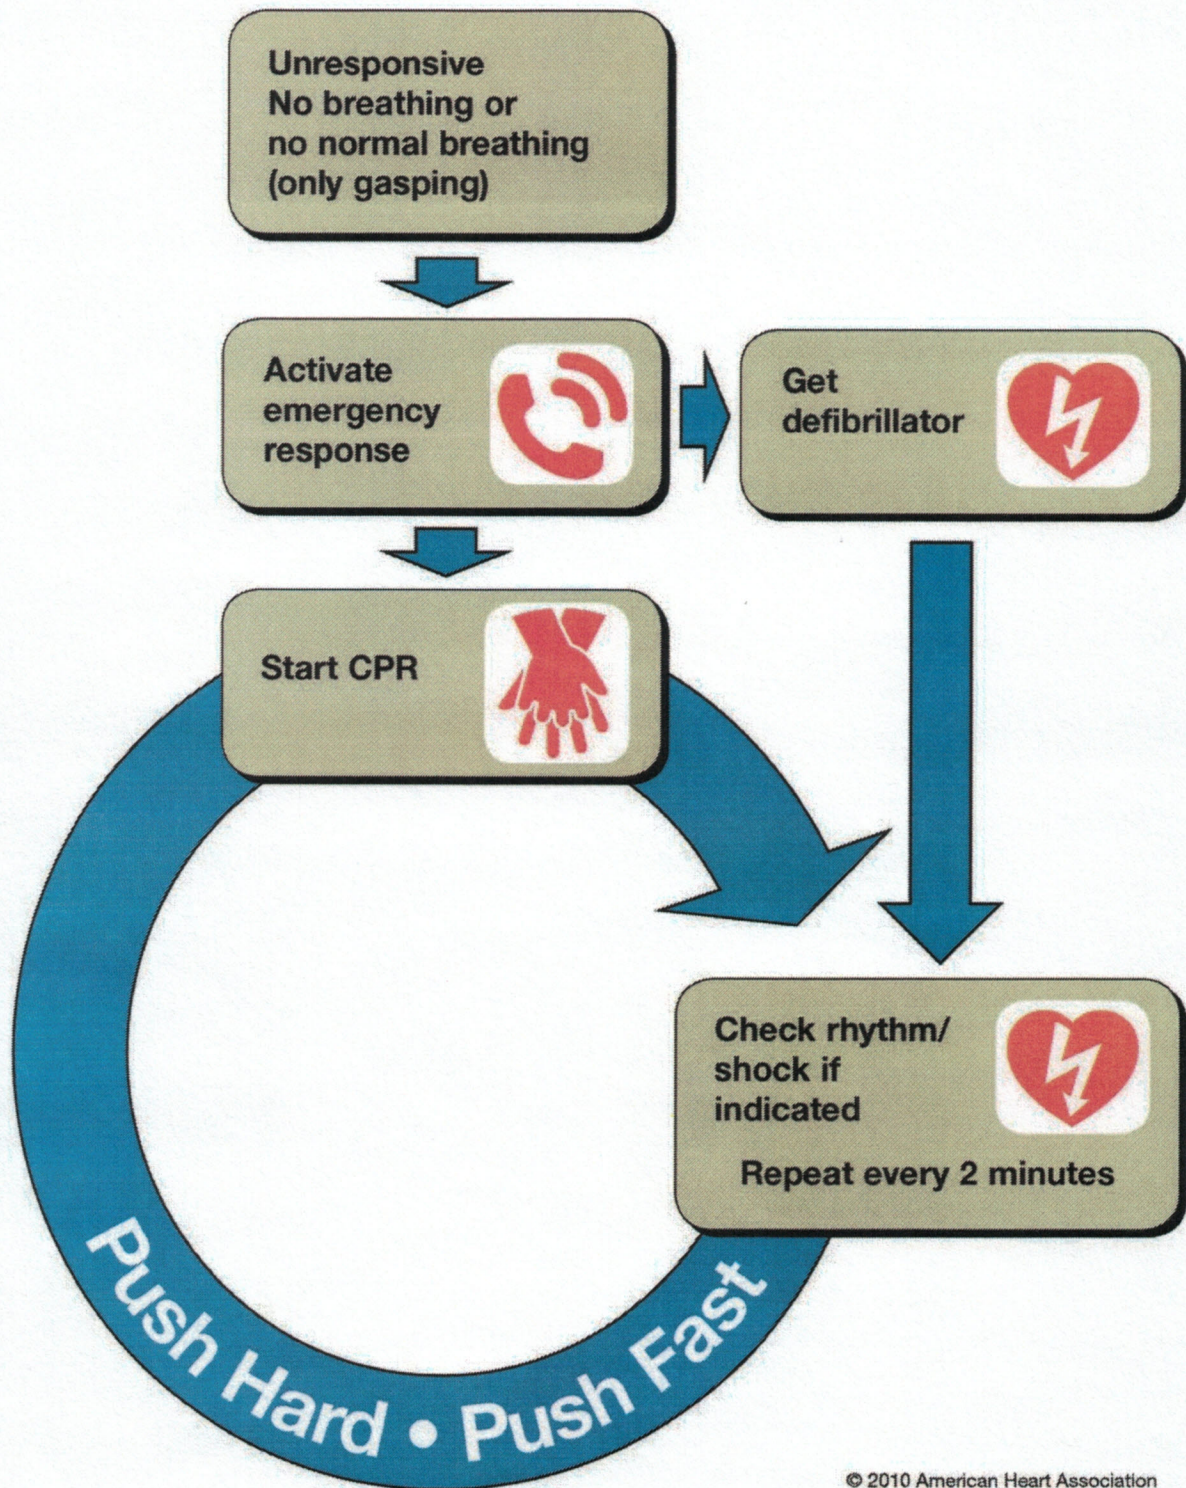 Unresponsive
No breathing or
no normal breathing
(only gasping)
Activate
emergency
response
Get
defibrillator
Start CPR
Check rhythm/
shock if
indicated
Repeat every 2 minutes
Push Hard • Push Fast
© 2010 American Heart Association